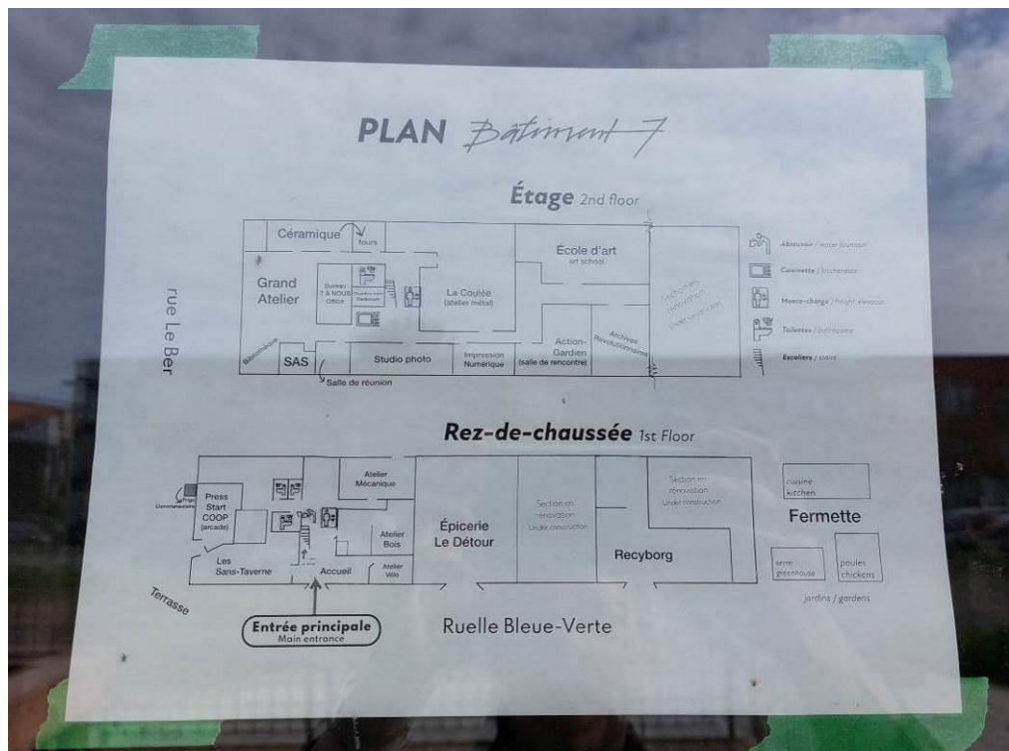 PLAN Bâtiment 7
Étage 2nd floor
Céramique
fours
Grand
Atelier
Bureau
7 À NOUS
Office
La Coulée
(atelier métal)
École d'art
art school
Section en
rénovation
Under construction
SAS
Salle de réunion
Studio photo
Impression
Numérique
Action-
Gardien
(salle de rencontre)
Archives
Révolutionnaires
Abreuvoir / water fountain
Cuisinette / kitchenette
Monte-charge / freight elevator
Toilettes / bathrooms
Escaliers / stairs
rue Le Ber
Rez-de-chaussée 1st Floor
Frigo
Communautaire
Press
Start
COOP
(arcade)
Les
Sans-Taverne
Accueil
Atelier
Mécanique
Atelier
Bois
Atelier
Vélo
Épicerie
Le Détour
Section en
rénovation
Under construction
Recyborg
Section en
rénovation
Under construction
cuisine
kitchen
Fermette
serre
greenhouse
poules
chickens
jardins / gardens
Terrasse
Entrée principale
Main entrance
Ruelle Bleue-Verte